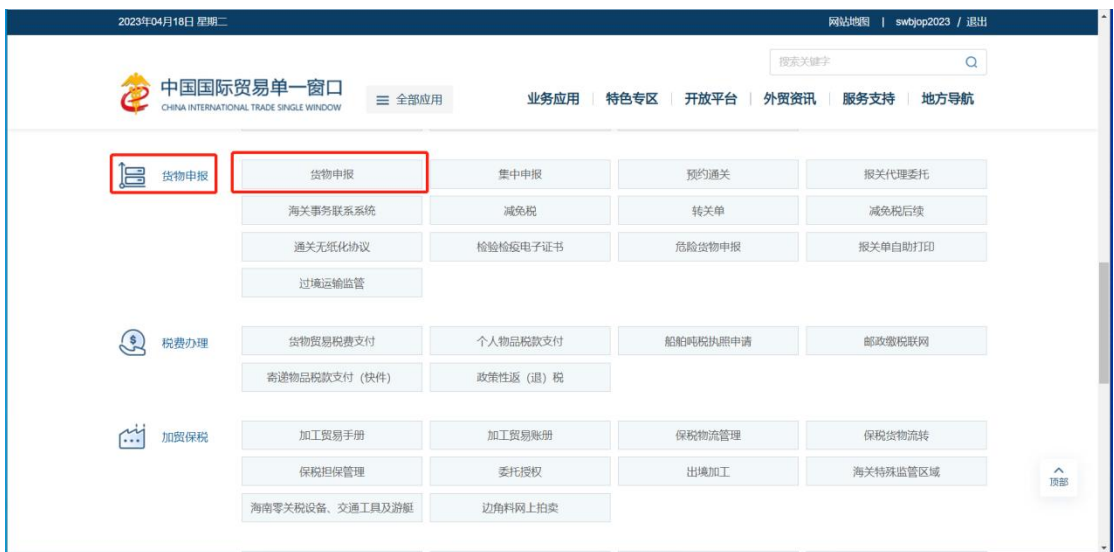 2023年04月18日 星期二 网站地图 | swbjop2023 / 退出
搜索关键字
中国国际贸易单一窗口
CHINA INTERNATIONAL TRADE SINGLE WINDOW
全部应用 业务应用 特色专区 开放平台 外贸资讯 服务支持 地方导航
货物申报 货物申报 集中申报 预约通关 报关代理委托
海关事务联系系统 减免税 转关单 减免税后续
通关无纸化协议 检验检疫电子证书 危险货物申报 报关单自助打印
过境运输监管
税费办理 货物贸易税费支付 个人物品税款支付 船舶吨税执照申请 邮政缴税联网
寄递物品税款支付（快件） 政策性返（退）税
加贸保税 加工贸易手册 加工贸易账册 保税物流管理 保税货物流转
保税担保管理 委托授权 出境加工 海关特殊监管区域
海南零关税设备、交通工具及游艇 边角料网上拍卖
顶部